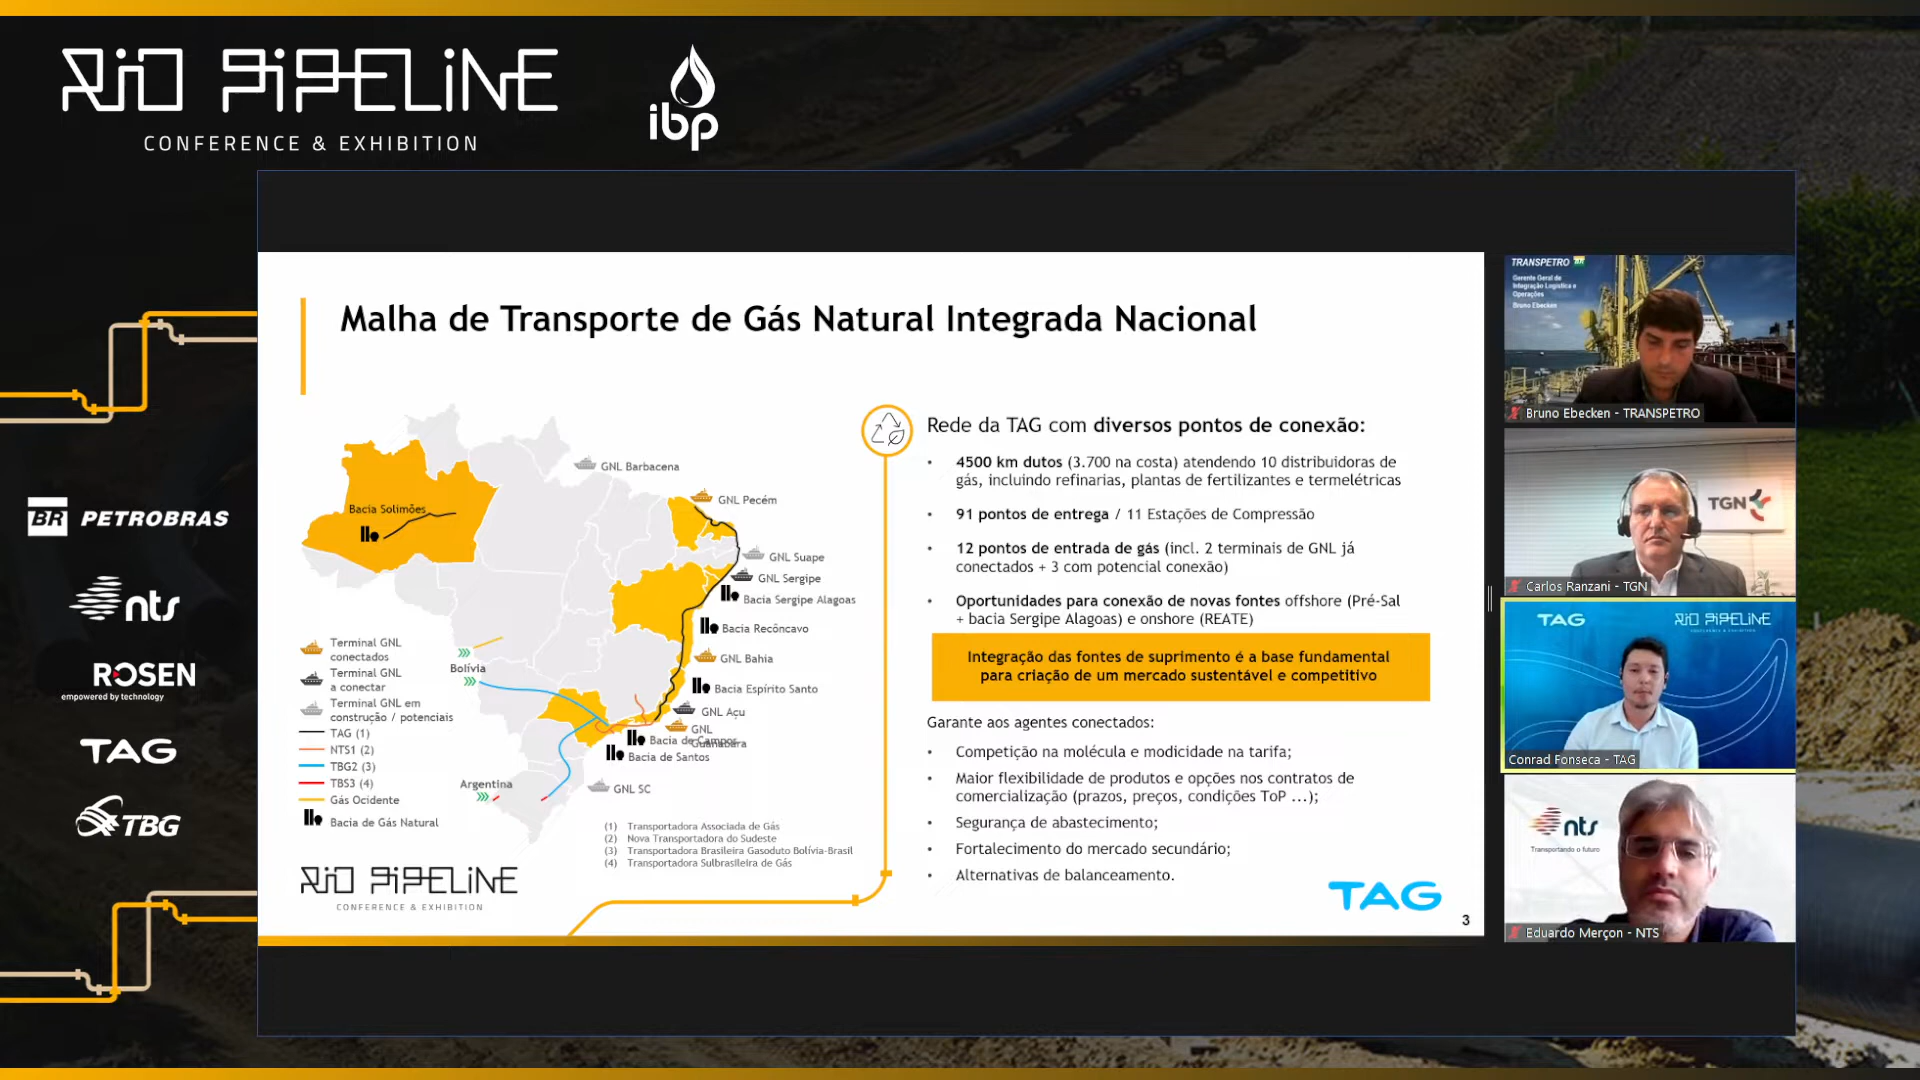 RiO PiPELiNE
CONFERENCE & EXHIBITION
ibp
BR PETROBRAS
nts
ROSEN
empowered by technology
TAG
TBG
Malha de Transporte de Gás Natural Integrada Nacional
GNL Barbacena
GNL Pecém
Bacia Solimões
GNL Suape
GNL Sergipe
Bacia Sergipe Alagoas
Bacia Recôncavo
GNL Bahia
Bacia Espírito Santo
GNL Açu
GNL
Guanabara
Bacia de Campos
Bacia de Santos
GNL SC
Bolívia
Argentina
Terminal GNL
conectados
Terminal GNL
a conectar
Terminal GNL em
construção / potenciais
TAG (1)
NTS1 (2)
TBG2 (3)
TBS3 (4)
Gás Ocidente
Bacia de Gás Natural
(1) Transportadora Associada de Gás
(2) Nova Transportadora do Sudeste
(3) Transportadora Brasileira Gasoduto Bolívia-Brasil
(4) Transportadora Sulbrasileira de Gás
RiO PiPELiNE
CONFERENCE & EXHIBITION
Rede da TAG com diversos pontos de conexão:
• 4500 km dutos (3.700 na costa) atendendo 10 distribuidoras de
gás, incluindo refinarias, plantas de fertilizantes e termelétricas
• 91 pontos de entrega / 11 Estações de Compressão
• 12 pontos de entrada de gás (incl. 2 terminais de GNL já
conectados + 3 com potencial conexão)
• Oportunidades para conexão de novas fontes offshore (Pré-Sal
+ bacia Sergipe Alagoas) e onshore (REATE)
Integração das fontes de suprimento é a base fundamental
para criação de um mercado sustentável e competitivo
Garante aos agentes conectados:
• Competição na molécula e modicidade na tarifa;
• Maior flexibilidade de produtos e opções nos contratos de
comercialização (prazos, preços, condições ToP ...);
• Segurança de abastecimento;
• Fortalecimento do mercado secundário;
• Alternativas de balanceamento.
TAG
3
TRANSPETRO BR
Gerente Geral de
Integração Logística e
Operações
Bruno Ebecken
Bruno Ebecken - TRANSPETRO
TGN
Carlos Ranzani - TGN
TAG
RiO PiPELiNE
Conrad Fonseca - TAG
nts
Transportando o futuro
Eduardo Merçon - NTS